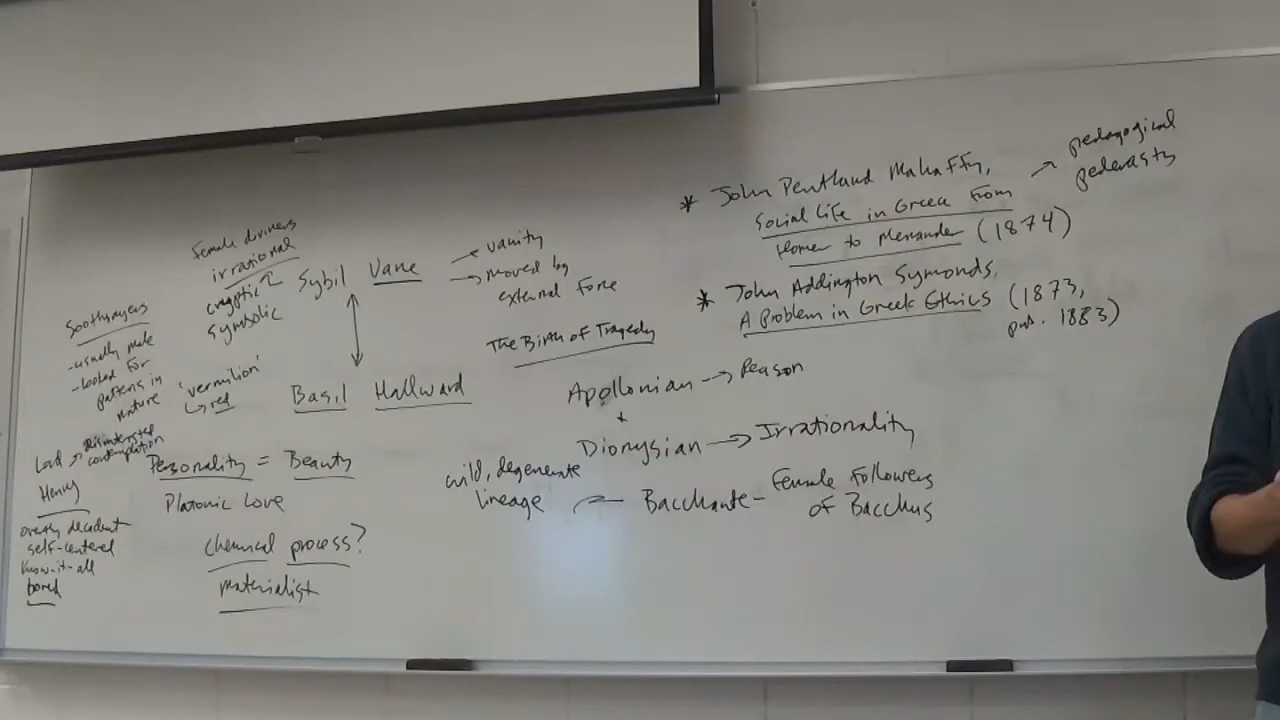 Female diviners
irrational
cryptic
symbolic
Sybil Vane
vanity
moved by
external force
Soothsayers
- usually male
- looked for
patterns in
nature
'vermilion'
red
Basil Hallward
Lord
Henry
disinterested
contemplation
overly decadent
self-centered
know-it-all
bored
Personality = Beauty
Platonic Love
chemical process?
materialist
The Birth of Tragedy
Apollonian → Reason
+
Dionysian → Irrationality
wild, degenerate
lineage
Bacchante - Female Followers
of Bacchus
* John Pentland Mahaffy,
Social Life in Greece From
Homer to Menander (1874)
→ pedagogical
pederasty
* John Addington Symonds,
A Problem in Greek Ethics (1873,
pub. 1883)